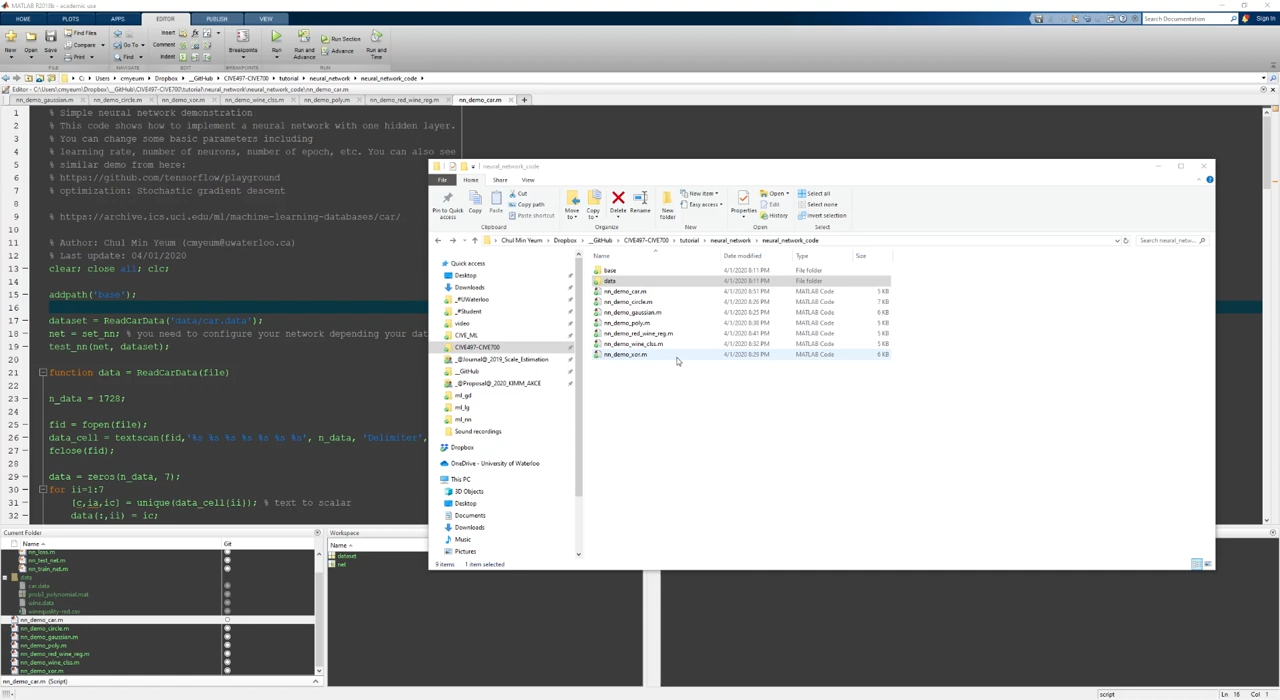 MATLAB R2019b - academic use
HOME PLOTS APPS EDITOR PUBLISH VIEW
Search Documentation Sign In
New Open Save Find Files Compare Print Go To Find Insert Comment Indent Breakpoints Run Run and Advance Run Section Advance Run and Time
FILE NAVIGATE EDIT BREAKPOINTS RUN
C: Users cmyeum Dropbox __GitHub CIVE497-CIVE700 tutorial neural_network neural_network_code
Editor - C:\Users\cmyeum\Dropbox\__GitHub\CIVE497-CIVE700\tutorial\neural_network\neural_network_code\nn_demo_car.m
nn_demo_gaussian.m nn_demo_circle.m nn_demo_xor.m nn_demo_wine_clss.m nn_demo_poly.m nn_demo_red_wine_reg.m nn_demo_car.m
1 % Simple neural network demonstration
2 % This code shows how to implement a neural network with one hidden layer.
3 % You can change some basic parameters including
4 % learning rate, number of neurons, number of epoch, etc. You can also see
5 % similar demo from here:
6 % https://github.com/tensorflow/playground
7 % optimization: Stochastic gradient descent
8
9 % https://archive.ics.uci.edu/ml/machine-learning-databases/car/
10
11 % Author: Chul Min Yeum (cmyeum@uwaterloo.ca)
12 % Last update: 04/01/2020
13 clear; close all; clc;
14
15 addpath('base');
16
17 dataset = ReadCarData('data/car.data');
18 net = set_nn; % you need to configure your network depending your dat
19 test_nn(net, dataset);
20
21 function data = ReadCarData(file)
22
23 n_data = 1728;
24
25 fid = fopen(file);
26 data_cell = textscan(fid,'%s %s %s %s %s %s %s', n_data, 'Delimiter',
27 fclose(fid);
28
29 data = zeros(n_data, 7);
30 for ii=1:7
31 [c,ia,ic] = unique(data_cell{ii}); % text to scalar
32 data(:,ii) = ic;
neural_network_code
File Home Share View
Pin to Quick access Copy Paste Cut Copy path Paste shortcut Move to Copy to Delete Rename New folder New item Easy access Properties Open Edit History Select all Select none Invert selection
Clipboard Organize New Open Select
Chul Min Yeum Dropbox __GitHub CIVE497-CIVE700 tutorial neural_network neural_network_code Search neural_netw...
Name Date modified Type Size
base 4/1/2020 8:11 PM File folder
data 4/1/2020 8:11 PM File folder
nn_demo_car.m 4/1/2020 8:51 PM MATLAB Code 5 KB
nn_demo_circle.m 4/1/2020 8:26 PM MATLAB Code 7 KB
nn_demo_gaussian.m 4/1/2020 8:25 PM MATLAB Code 6 KB
nn_demo_poly.m 4/1/2020 8:38 PM MATLAB Code 5 KB
nn_demo_red_wine_reg.m 4/1/2020 8:41 PM MATLAB Code 5 KB
nn_demo_wine_clss.m 4/1/2020 8:32 PM MATLAB Code 5 KB
nn_demo_xor.m 4/1/2020 8:29 PM MATLAB Code 6 KB
Quick access
Desktop
Downloads
_#UWaterloo
_#Student
video
CIVE_ML
CIVE497-CIVE700
_@Journal@_2019_Scale_Estimation
__GitHub
_@Proposal@_2020_KIMM_AKCE
ml_gd
ml_lg
ml_nn
Sound recordings
Dropbox
OneDrive - University of Waterloo
This PC
3D Objects
Desktop
Documents
Downloads
Music
Pictures
9 items 1 item selected
Current Folder
Name Git
nn_loss.m
nn_test_net.m
nn_train_net.m
data
car.data
prob3_polynomial.mat
wine.data
winequality-red.csv
nn_demo_car.m
nn_demo_circle.m
nn_demo_gaussian.m
nn_demo_poly.m
nn_demo_red_wine_reg.m
nn_demo_wine_clss.m
nn_demo_xor.m
nn_demo_car.m (Script)
Workspace
Name
dataset
net
script Ln 16 Col 1